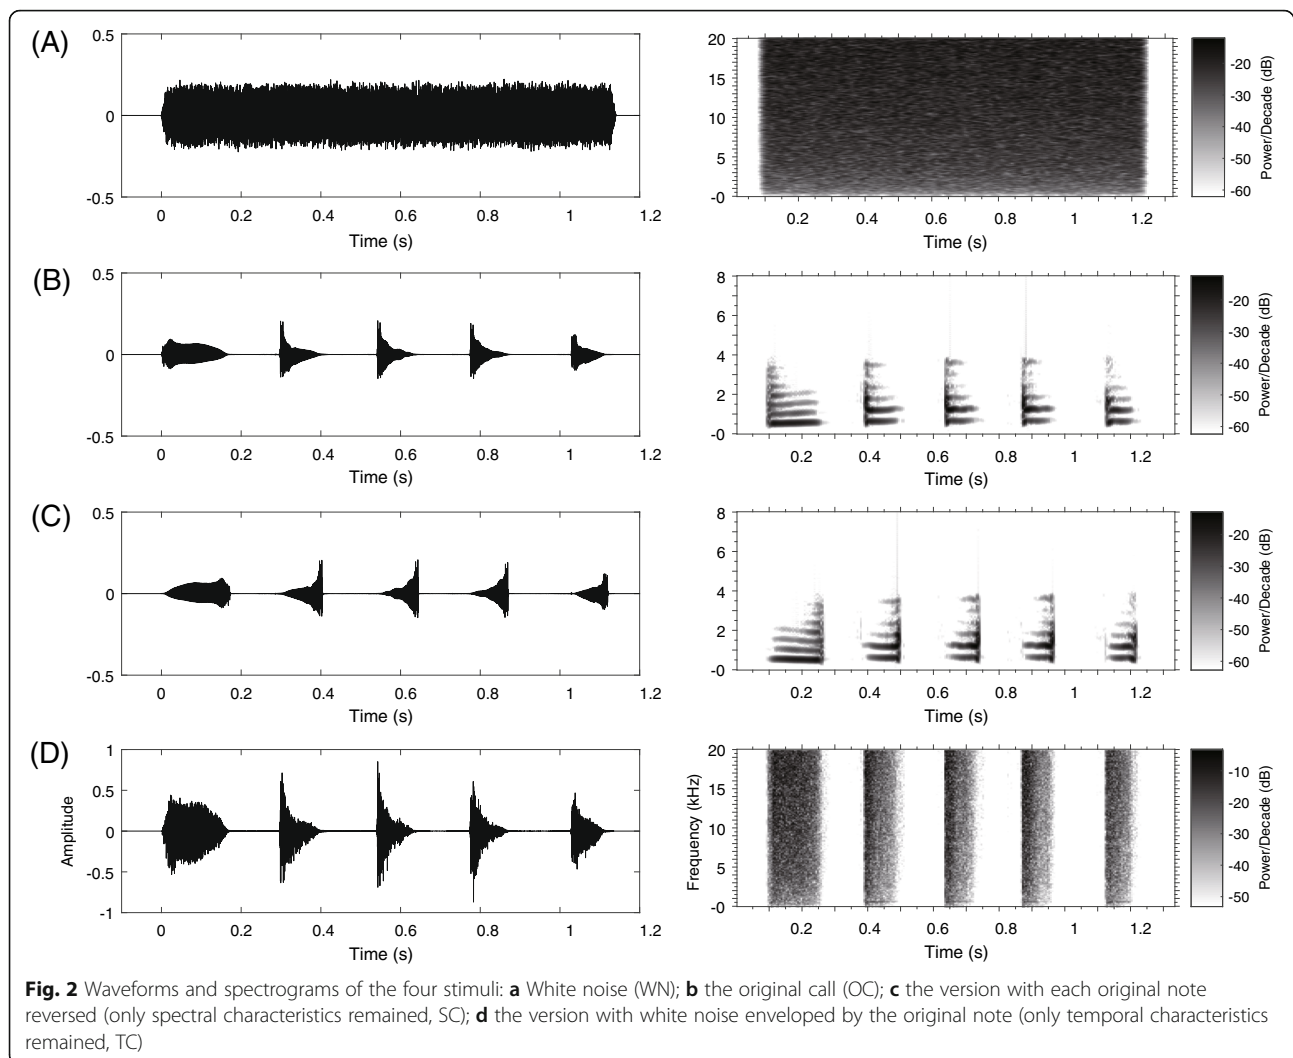 (A)
0.5
0
-0.5
0 0.2 0.4 0.6 0.8 1 1.2
Time (s)
20
15
10
5
-0
0.2 0.4 0.6 0.8 1 1.2
Time (s)
-20
-30
-40
-50
-60
Power/Decade (dB)
(B)
0.5
0
-0.5
0 0.2 0.4 0.6 0.8 1 1.2
Time (s)
8
6
4
2
-0
0.2 0.4 0.6 0.8 1 1.2
Time (s)
-20
-30
-40
-50
-60
Power/Decade (dB)
(C)
0.5
0
-0.5
0 0.2 0.4 0.6 0.8 1 1.2
Time (s)
8
6
4
2
-0
0.2 0.4 0.6 0.8 1 1.2
Time (s)
-20
-30
-40
-50
-60
Power/Decade (dB)
(D)
Amplitude
1
0.5
0
-0.5
-1
0 0.2 0.4 0.6 0.8 1 1.2
Time (s)
Frequency (kHz)
20
15
10
5
-0
0.2 0.4 0.6 0.8 1 1.2
Time (s)
-10
-20
-30
-40
-50
Power/Decade (dB)
Fig. 2 Waveforms and spectrograms of the four stimuli: a White noise (WN); b the original call (OC); c the version with each original note
reversed (only spectral characteristics remained, SC); d the version with white noise enveloped by the original note (only temporal characteristics
remained, TC)